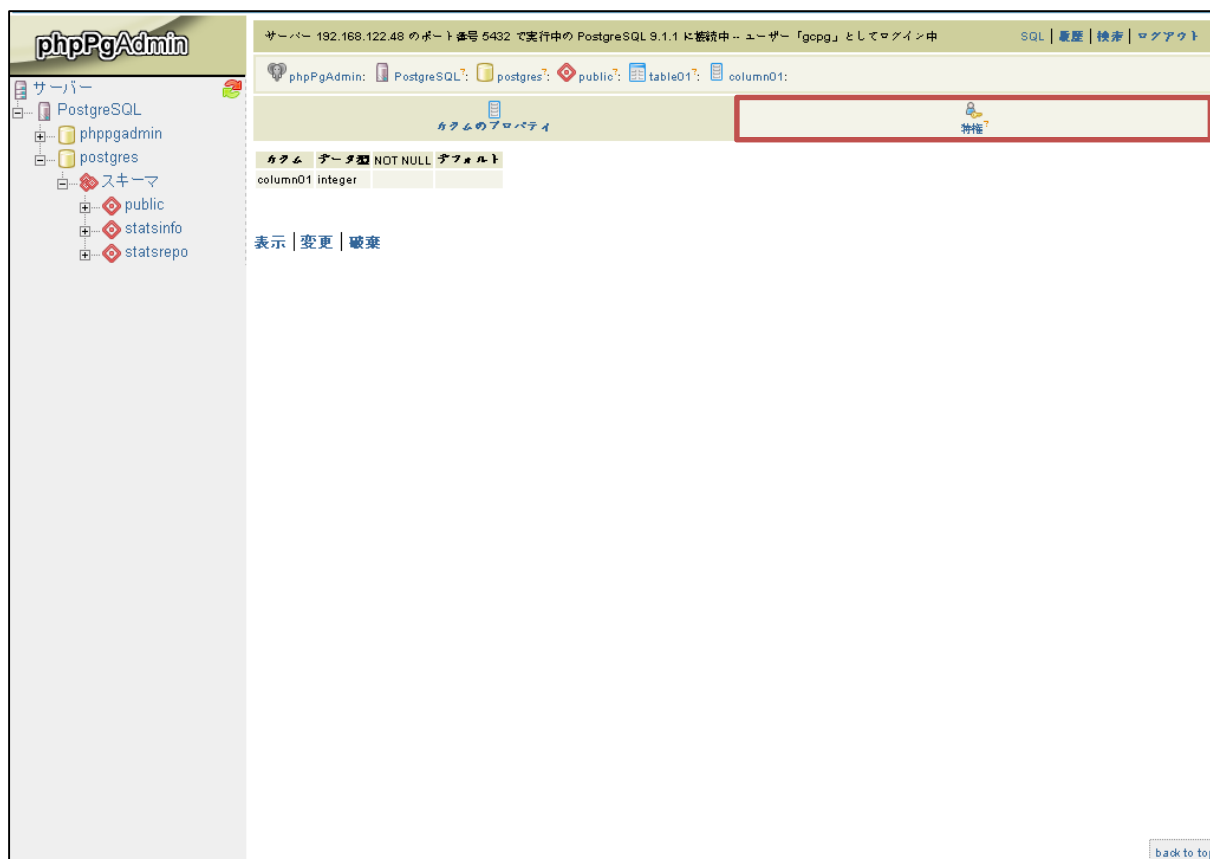 phpPgAdmin
サーバー
PostgreSQL
phppgadmin
postgres
スキーマ
public
statsinfo
statsrepo
サーバー 192.168.122.48 のポート番号 5432 で実行中の PostgreSQL 9.1.1 に接続中 -- ユーザー「gcpg」としてログイン中 SQL | 履歴 | 検索 | ログアウト
phpPgAdmin: PostgreSQL?: postgres?: public?: table01?: column01:
カラムのプロパティ 特権?
カラム データ型 NOT NULL デフォルト
column01 integer
表示 | 変更 | 破棄
back to top